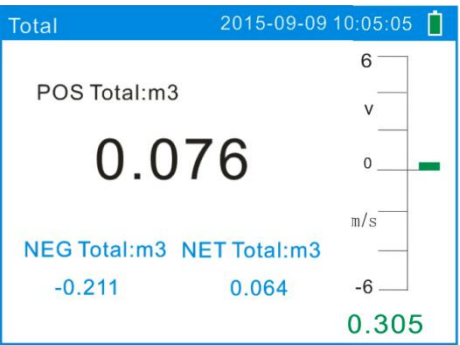 Total 2015-09-09 10:05:05
6
POS Total:m3
v
0.076
0
m/s
NEG Total:m3 NET Total:m3
-0.211 0.064 -6
0.305